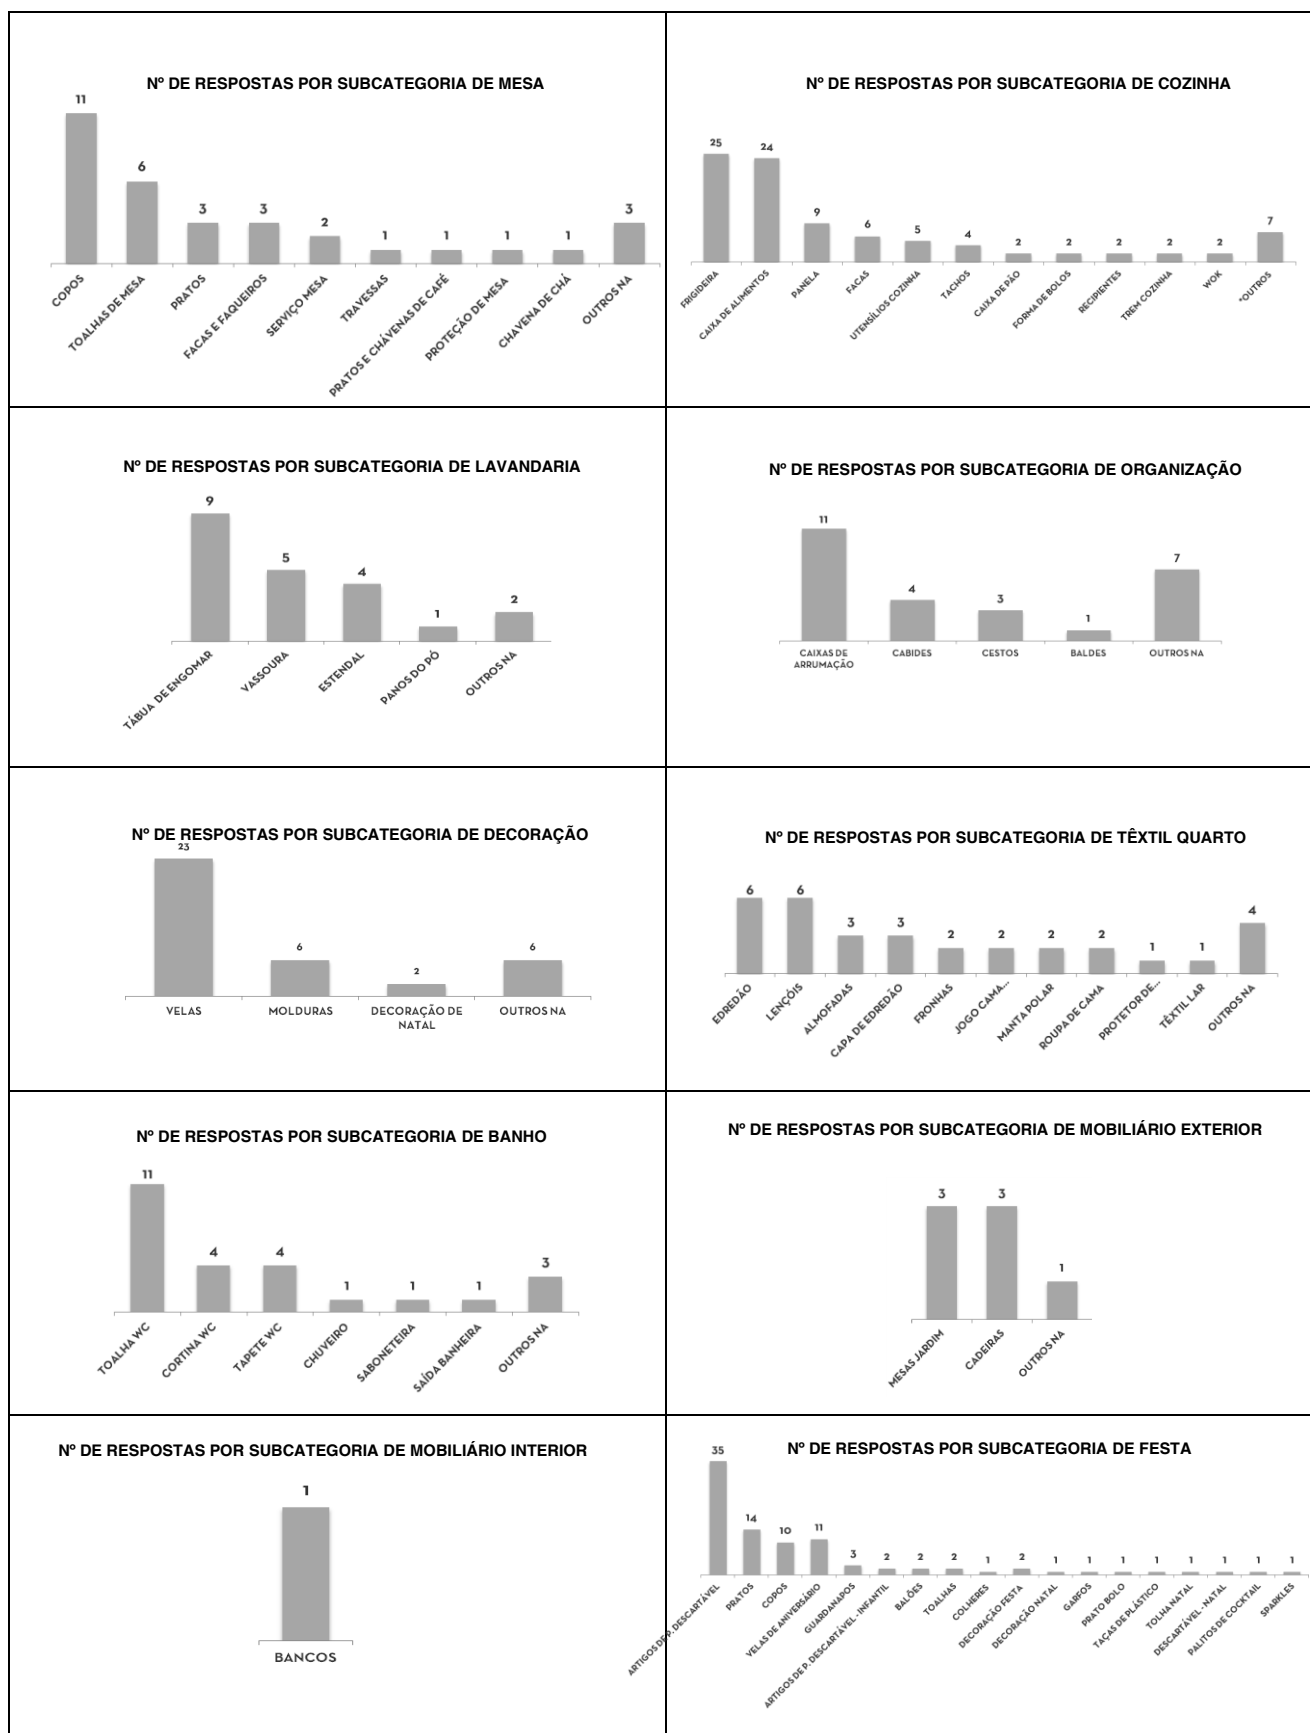 Nº DE RESPOSTAS POR SUBCATEGORIA DE MESA
11
6
3
3
2
1
1
1
1
3
COPOS
TOALHAS DE MESA
PRATOS
FACAS E FAQUEIROS
SERVIÇO MESA
TRAVESSAS
PRATOS E CHÁVENAS DE CAFÉ
PROTEÇÃO DE MESA
CHAVENA DE CHÁ
OUTROS NA
Nº DE RESPOSTAS POR SUBCATEGORIA DE COZINHA
25
24
9
6
5
4
2
2
2
2
2
7
FRIGIDEIRA
CAIXA DE ALIMENTOS
PANELA
FACAS
UTENSÍLIOS COZINHA
TACHOS
CAIXA DE PÃO
FORMA DE BOLOS
RECIPIENTES
TREM COZINHA
WOK
*OUTROS
Nº DE RESPOSTAS POR SUBCATEGORIA DE LAVANDARIA
9
5
4
1
2
TÁBUA DE ENGOMAR
VASSOURA
ESTENDAL
PANOS DO PÓ
OUTROS NA
Nº DE RESPOSTAS POR SUBCATEGORIA DE ORGANIZAÇÃO
11
4
3
1
7
CAIXAS DE
ARRUMAÇÃO
CABIDES
CESTOS
BALDES
OUTROS NA
Nº DE RESPOSTAS POR SUBCATEGORIA DE DECORAÇÃO
23
6
2
6
VELAS
MOLDURAS
DECORAÇÃO DE
NATAL
OUTROS NA
Nº DE RESPOSTAS POR SUBCATEGORIA DE TÊXTIL QUARTO
6
6
3
3
2
2
2
2
1
1
4
EDREDÃO
LENÇÓIS
ALMOFADAS
CAPA DE EDREDÃO
FRONHAS
JOGO CAMA...
MANTA POLAR
ROUPA DE CAMA
PROTETOR DE...
TÊXTIL LAR
OUTROS NA
Nº DE RESPOSTAS POR SUBCATEGORIA DE BANHO
11
4
4
1
1
1
3
TOALHA WC
CORTINA WC
TAPETE WC
CHUVEIRO
SABONETEIRA
SAÍDA BANHEIRA
OUTROS NA
Nº DE RESPOSTAS POR SUBCATEGORIA DE MOBILIÁRIO EXTERIOR
3
3
1
MESAS JARDIM
CADEIRAS
OUTROS NA
Nº DE RESPOSTAS POR SUBCATEGORIA DE MOBILIÁRIO INTERIOR
1
BANCOS
Nº DE RESPOSTAS POR SUBCATEGORIA DE FESTA
35
14
10
11
3
2
2
2
1
2
1
1
1
1
1
1
1
1
ARTIGOS DE P. DESCARTÁVEL
PRATOS
COPOS
VELAS DE ANIVERSÁRIO
GUARDANAPOS
ARTIGOS DE P. DESCARTÁVEL - INFANTIL
BALÕES
TOALHAS
COLHERES
DECORAÇÃO FESTA
DECORAÇÃO NATAL
GARFOS
PRATO BOLO
TAÇAS DE PLÁSTICO
TOLHA NATAL
DESCARTÁVEL - NATAL
PALITOS DE COCKTAIL
SPARKLES